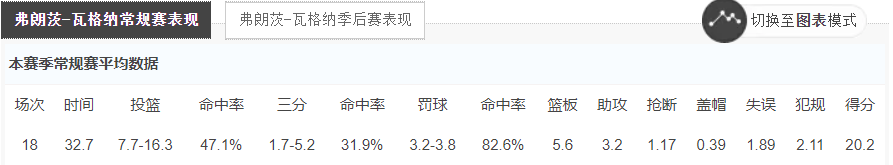 弗朗茨-瓦格纳常规赛表现 弗朗茨-瓦格纳季后赛表现 切换至图表模式
本赛季常规赛平均数据
场次 时间 投篮 命中率 三分 命中率 罚球 命中率 篮板 助攻 抢断 盖帽 失误 犯规 得分
18 32.7 7.7-16.3 47.1% 1.7-5.2 31.9% 3.2-3.8 82.6% 5.6 3.2 1.17 0.39 1.89 2.11 20.2